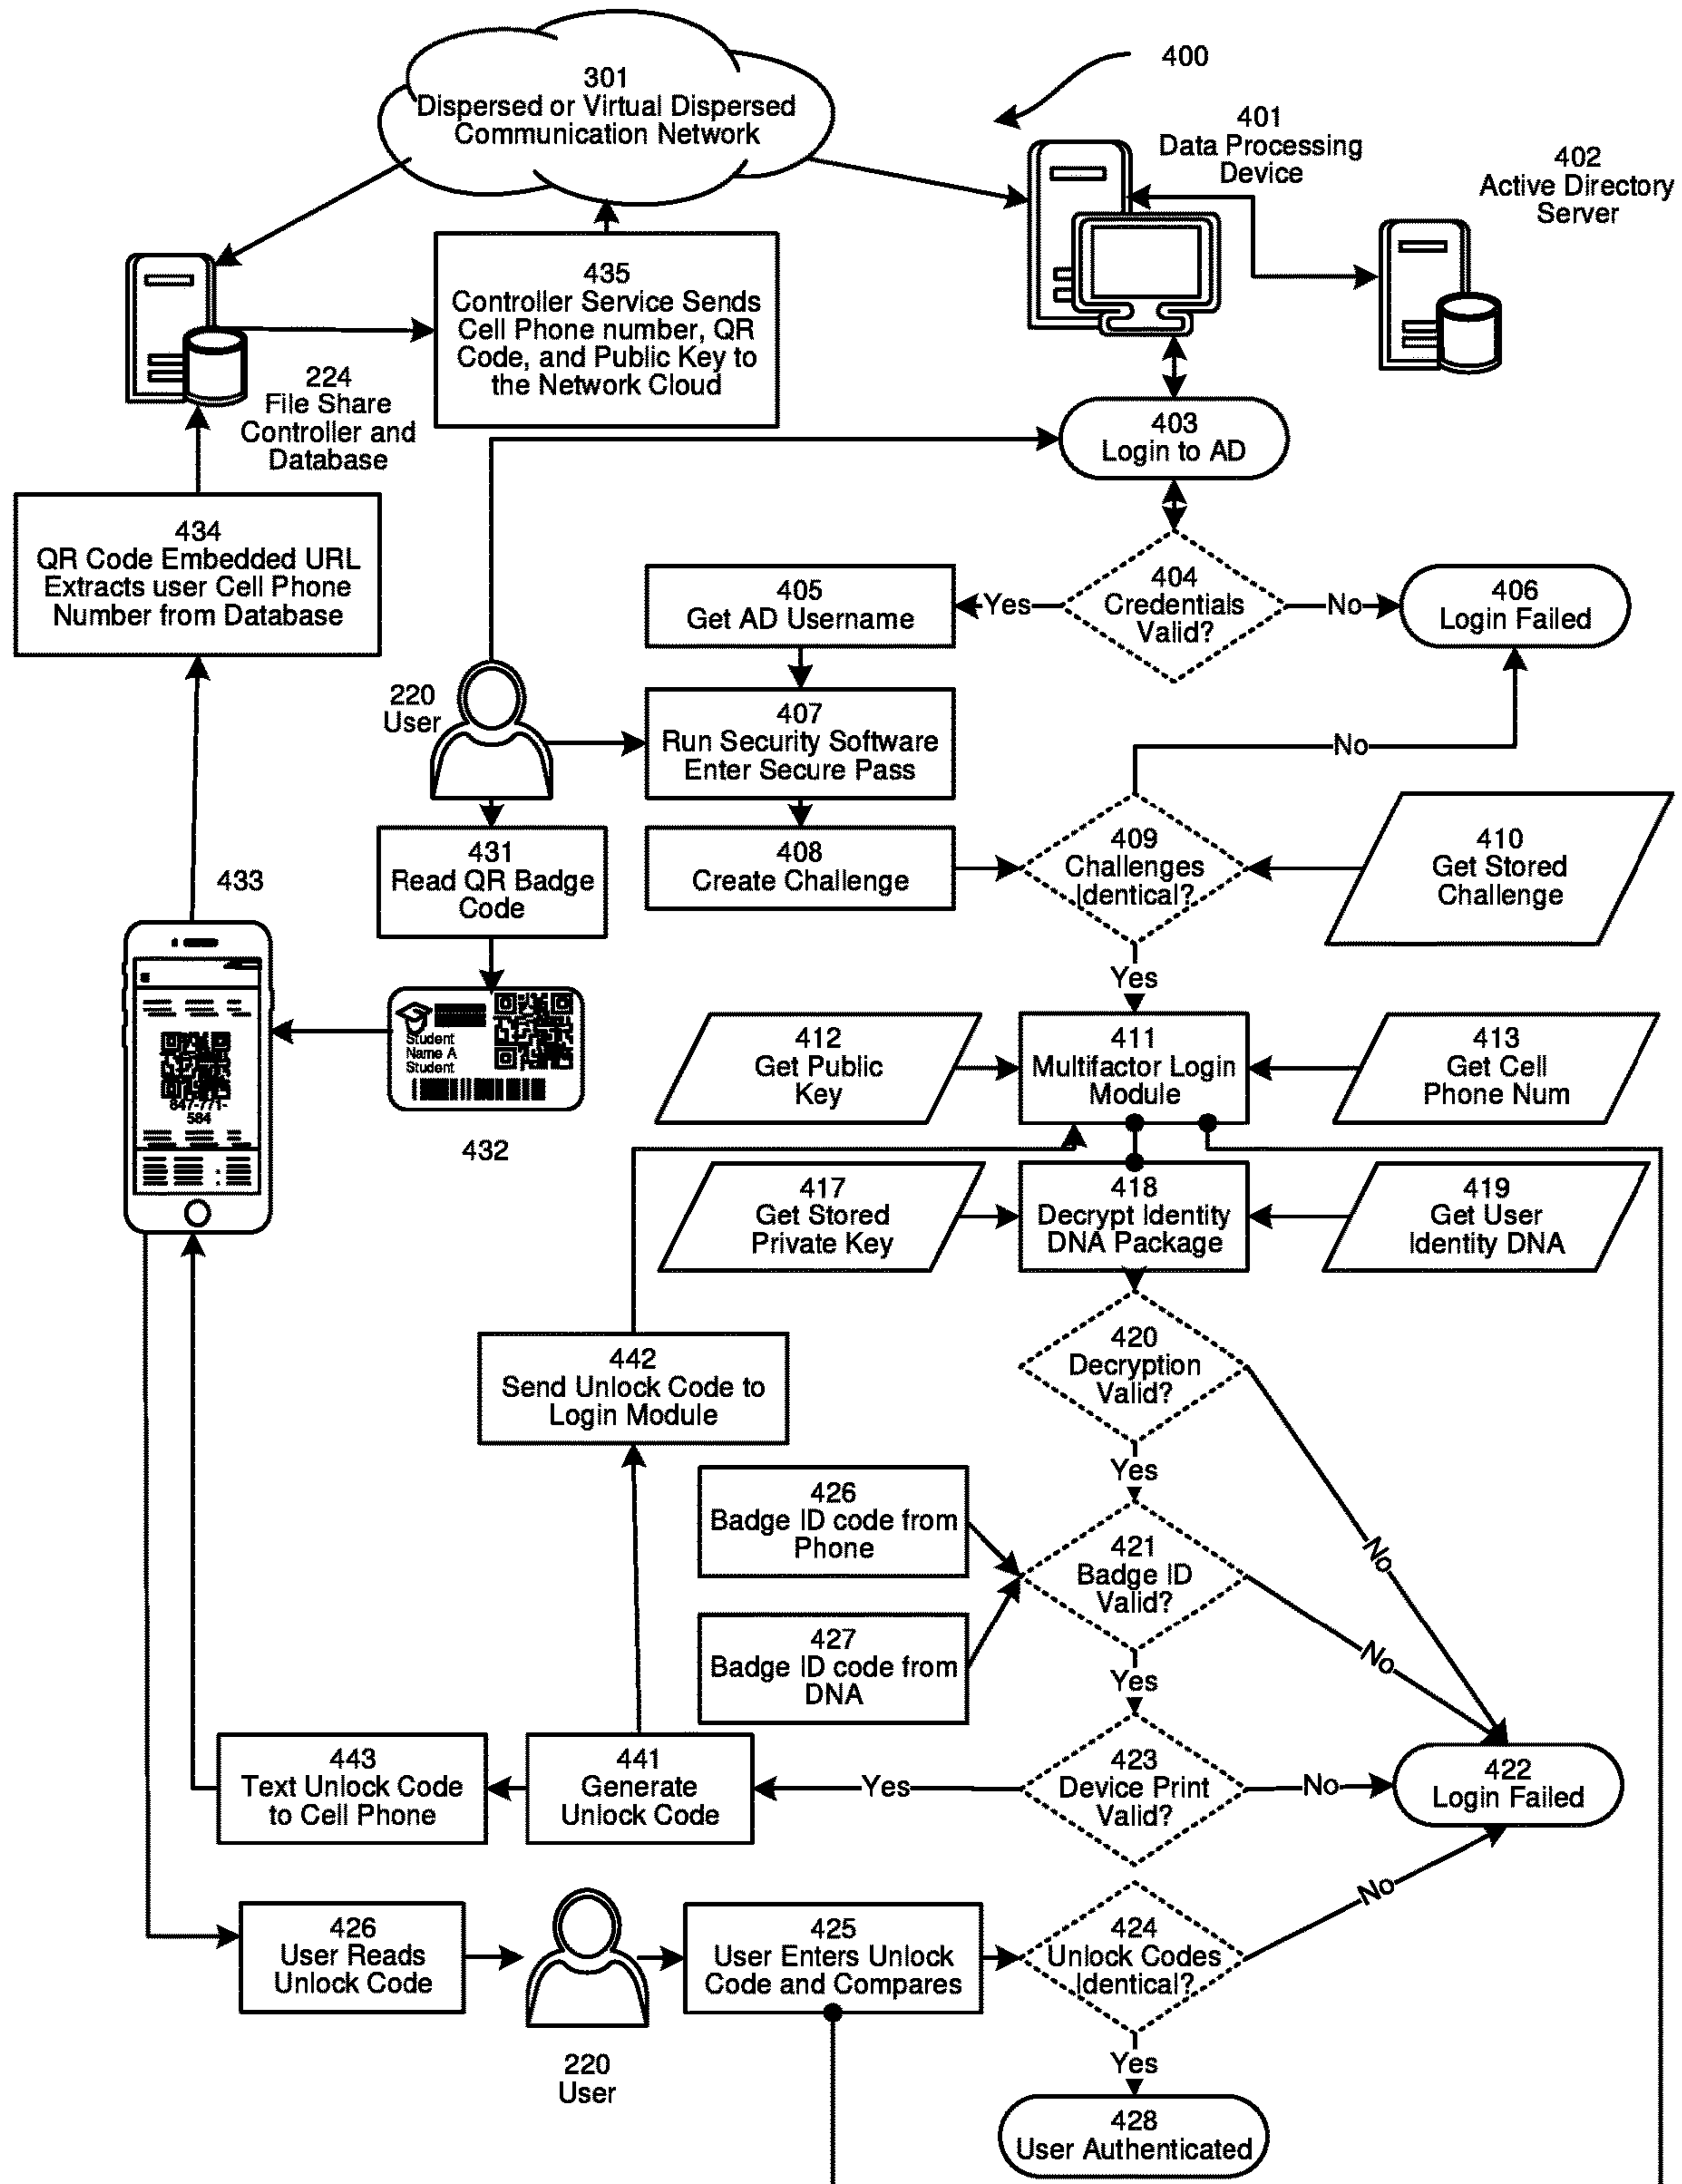 301
Dispersed or Virtual Dispersed
Communication Network
400
401
Data Processing
Device
402
Active Directory
Server
435
Controller Service Sends
Cell Phone number, QR
Code, and Public Key to
the Network Cloud
224
File Share
Controller and
Database
403
Login to AD
434
QR Code Embedded URL
Extracts user Cell Phone
Number from Database
405
Get AD Username
Yes
404
Credentials
Valid?
No
406
Login Failed
220
User
407
Run Security Software
Enter Secure Pass
No
431
Read QR Badge
Code
408
Create Challenge
409
Challenges
Identical?
410
Get Stored
Challenge
433
Yes
847-771-
584
Student
Name A
Student
432
412
Get Public
Key
411
Multifactor Login
Module
413
Get Cell
Phone Num
417
Get Stored
Private Key
418
Decrypt Identity
DNA Package
419
Get User
Identity DNA
442
Send Unlock Code to
Login Module
420
Decryption
Valid?
Yes
No
426
Badge ID code from
Phone
421
Badge ID
Valid?
No
427
Badge ID code from
DNA
Yes
443
Text Unlock Code
to Cell Phone
441
Generate
Unlock Code
Yes
423
Device Print
Valid?
No
422
Login Failed
426
User Reads
Unlock Code
220
User
425
User Enters Unlock
Code and Compares
424
Unlock Codes
Identical?
No
Yes
428
User Authenticated